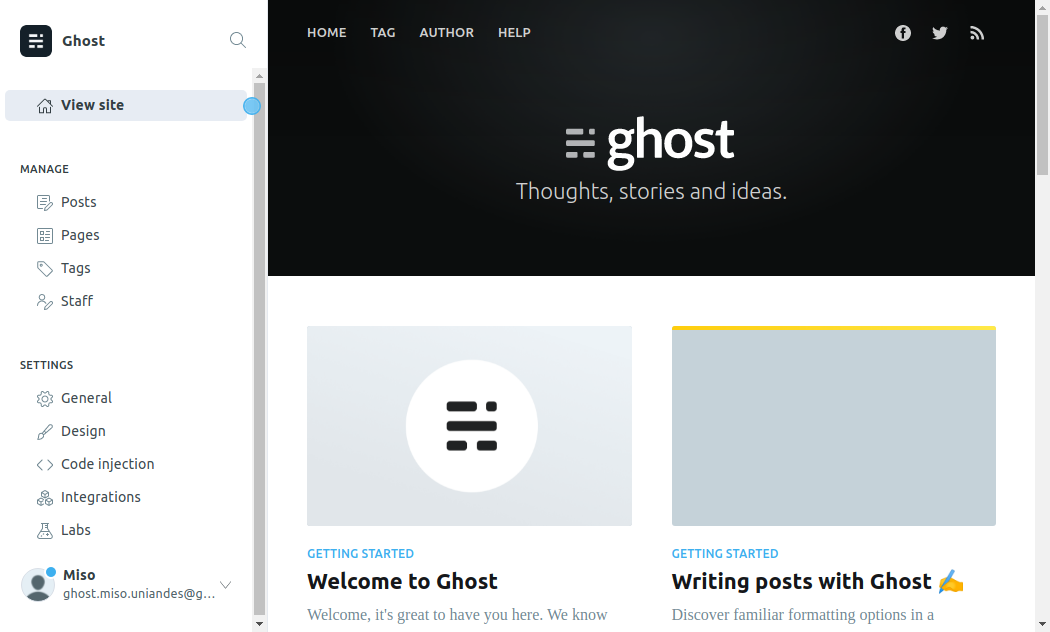 Ghost
View site
MANAGE
Posts
Pages
Tags
Staff
SETTINGS
General
Design
Code injection
Integrations
Labs
Miso
ghost.miso.uniandes@g...
HOME TAG AUTHOR HELP
ghost
Thoughts, stories and ideas.
GETTING STARTED
Welcome to Ghost
Welcome, it's great to have you here. We know
GETTING STARTED
Writing posts with Ghost ✍️
Discover familiar formatting options in a